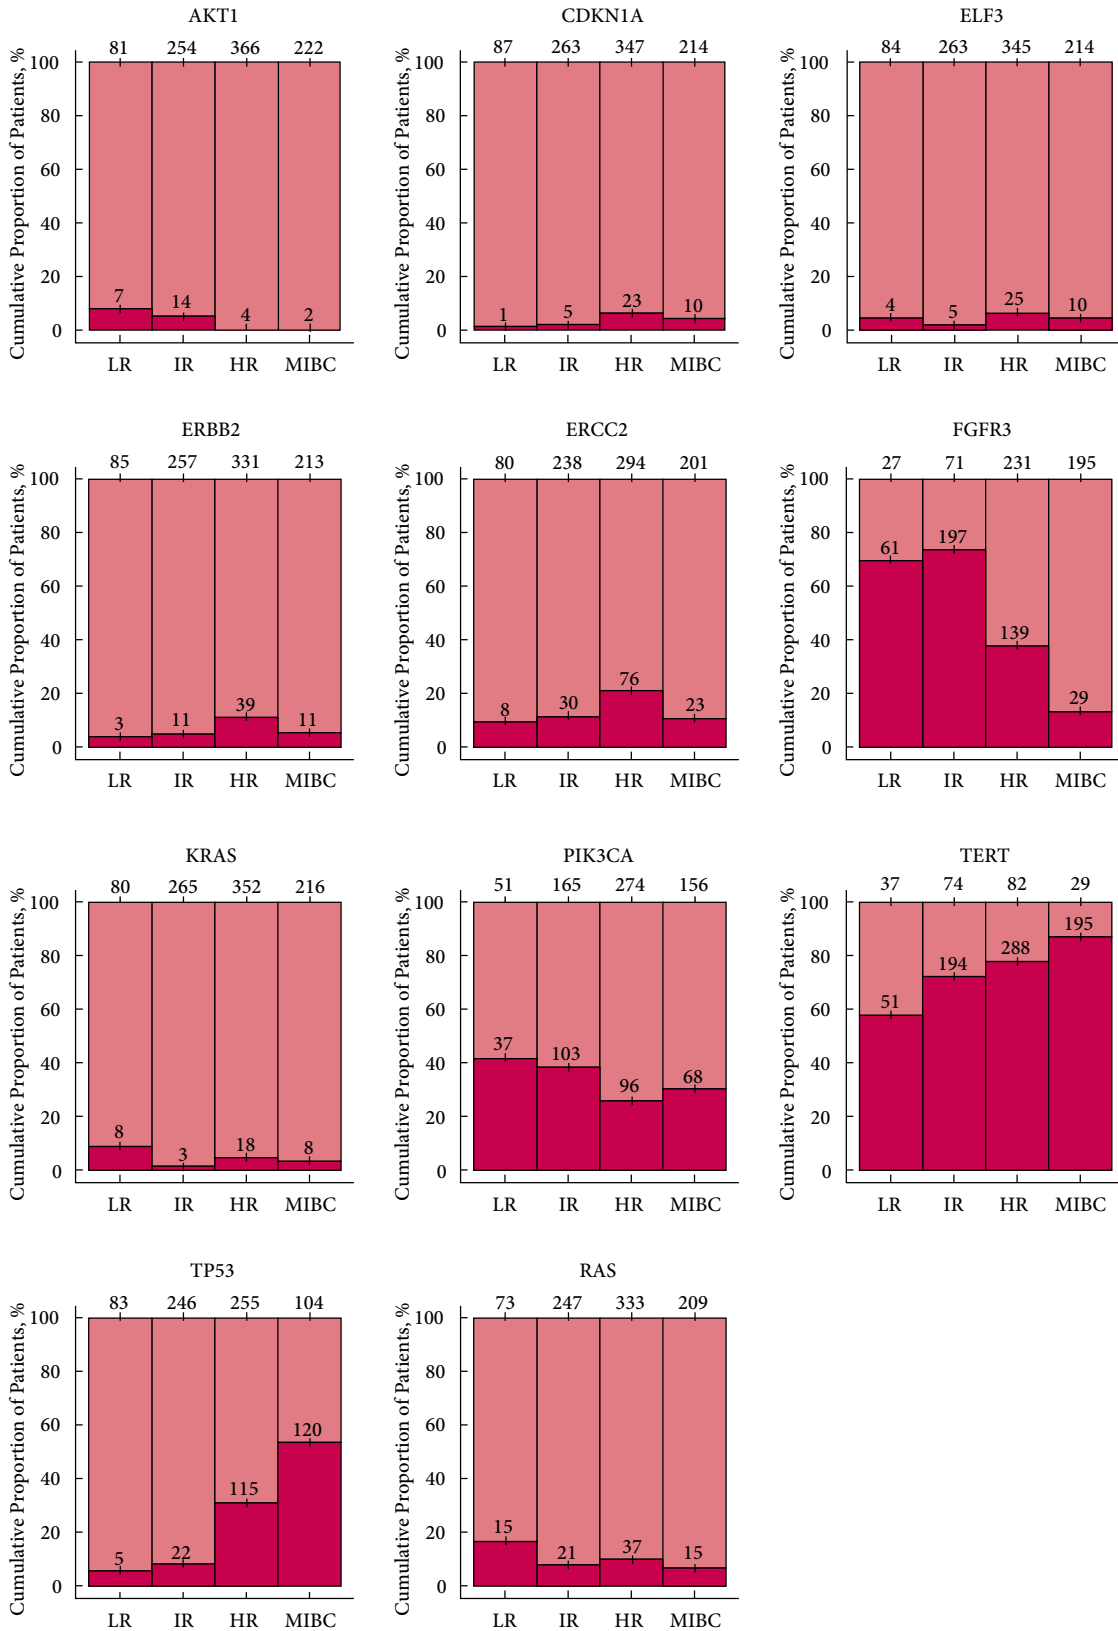 AKT1
81 254 366 222
Cumulative Proportion of Patients, %
100
80
60
40
20
0
7 14 4 2
LR IR HR MIBC
CDKN1A
87 263 347 214
Cumulative Proportion of Patients, %
100
80
60
40
20
0
1 5 23 10
LR IR HR MIBC
ELF3
84 263 345 214
Cumulative Proportion of Patients, %
100
80
60
40
20
0
4 5 25 10
LR IR HR MIBC
ERBB2
85 257 331 213
Cumulative Proportion of Patients, %
100
80
60
40
20
0
3 11 39 11
LR IR HR MIBC
ERCC2
80 238 294 201
Cumulative Proportion of Patients, %
100
80
60
40
20
0
8 30 76 23
LR IR HR MIBC
FGFR3
27 71 231 195
Cumulative Proportion of Patients, %
100
80
60
40
20
0
61 197 139 29
LR IR HR MIBC
KRAS
80 265 352 216
Cumulative Proportion of Patients, %
100
80
60
40
20
0
8 3 18 8
LR IR HR MIBC
PIK3CA
51 165 274 156
Cumulative Proportion of Patients, %
100
80
60
40
20
0
37 103 96 68
LR IR HR MIBC
TERT
37 74 82 29
Cumulative Proportion of Patients, %
100
80
60
40
20
0
51 194 288 195
LR IR HR MIBC
TP53
83 246 255 104
Cumulative Proportion of Patients, %
100
80
60
40
20
0
5 22 115 120
LR IR HR MIBC
RAS
73 247 333 209
Cumulative Proportion of Patients, %
100
80
60
40
20
0
15 21 37 15
LR IR HR MIBC